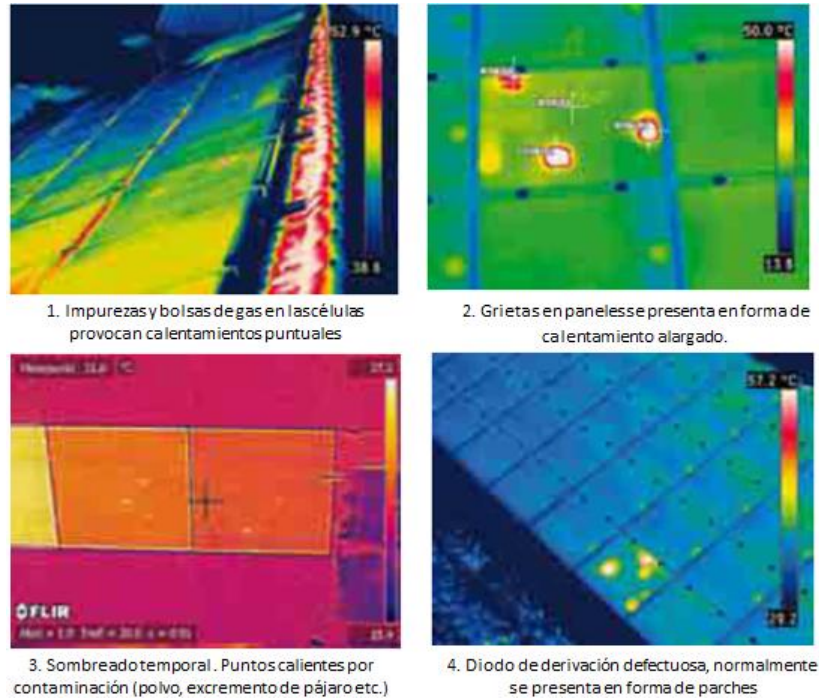 52.9 °C
38.8
50.0 °C
13.8
1. Impurezas y bolsas de gas en las células
provocan calentamientos puntuales
2. Grietas en paneles se presenta en forma de
calentamiento alargado.
°C
FLIR
3. Sombreado temporal. Puntos calientes por
contaminación (polvo, excremento de pájaro etc.)
57.2 °C
29.2
4. Diodo de derivación defectuosa, normalmente
se presenta en forma de parches